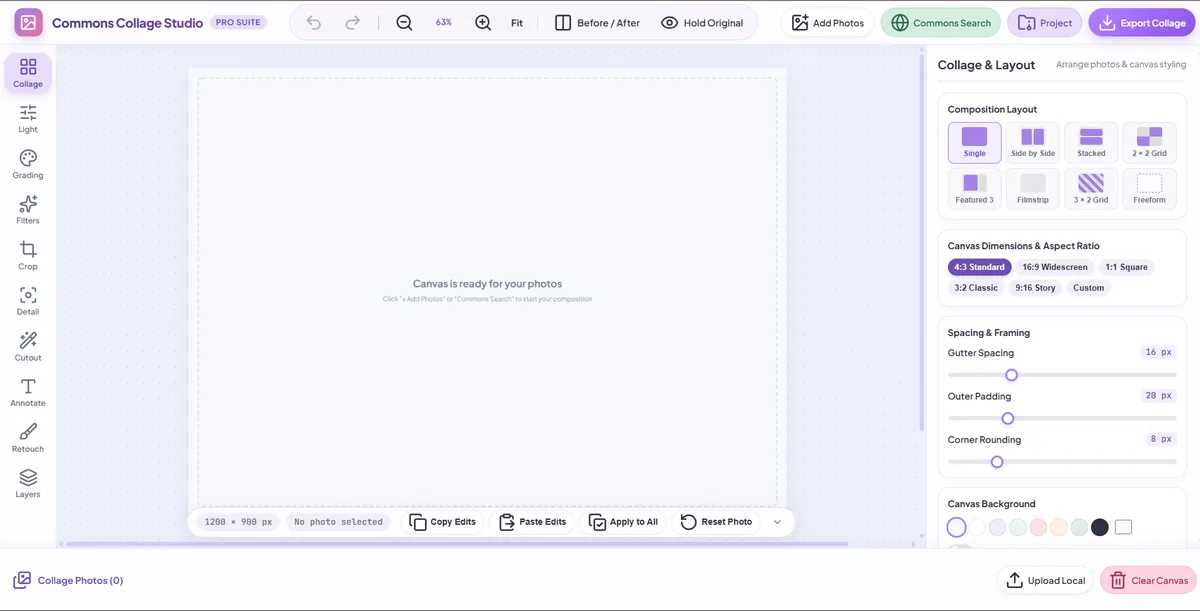 Commons Collage Studio PRO SUITE
63% Fit Before / After Hold Original
Add Photos Commons Search Project Export Collage
Collage
Light
Grading
Filters
Crop
Detail
Cutout
Annotate
Retouch
Layers
Canvas is ready for your photos
Click "+ Add Photos" or "Commons Search" to start your composition
1200 × 900 px No photo selected Copy Edits Paste Edits Apply to All Reset Photo
Collage & Layout Arrange photos & canvas styling
Composition Layout
Single Side by Side Stacked 2 × 2 Grid
Featured 3 Filmstrip 3 × 2 Grid Freeform
Canvas Dimensions & Aspect Ratio
4:3 Standard 16:9 Widescreen 1:1 Square
3:2 Classic 9:16 Story Custom
Spacing & Framing
Gutter Spacing 16 px
Outer Padding 20 px
Corner Rounding 8 px
Canvas Background
Collage Photos (0) Upload Local Clear Canvas